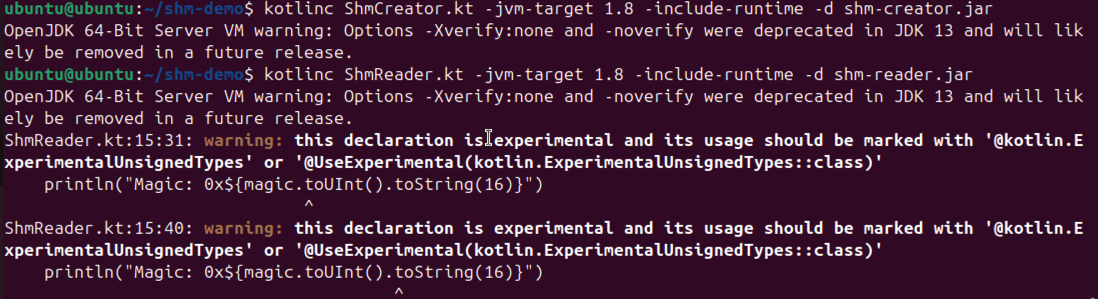 ubuntu@ubuntu:~/shm-demo$ kotlinc ShmCreator.kt -jvm-target 1.8 -include-runtime -d shm-creator.jar
OpenJDK 64-Bit Server VM warning: Options -Xverify:none and -noverify were deprecated in JDK 13 and will lik
ely be removed in a future release.
ubuntu@ubuntu:~/shm-demo$ kotlinc ShmReader.kt -jvm-target 1.8 -include-runtime -d shm-reader.jar
OpenJDK 64-Bit Server VM warning: Options -Xverify:none and -noverify were deprecated in JDK 13 and will lik
ely be removed in a future release.
ShmReader.kt:15:31: warning: this declaration is experimental and its usage should be marked with '@kotlin.E
xperimentalUnsignedTypes' or '@UseExperimental(kotlin.ExperimentalUnsignedTypes::class)'
    println("Magic: 0x${magic.toUInt().toString(16)}")
                              ^
ShmReader.kt:15:40: warning: this declaration is experimental and its usage should be marked with '@kotlin.E
xperimentalUnsignedTypes' or '@UseExperimental(kotlin.ExperimentalUnsignedTypes::class)'
    println("Magic: 0x${magic.toUInt().toString(16)}")
                                       ^